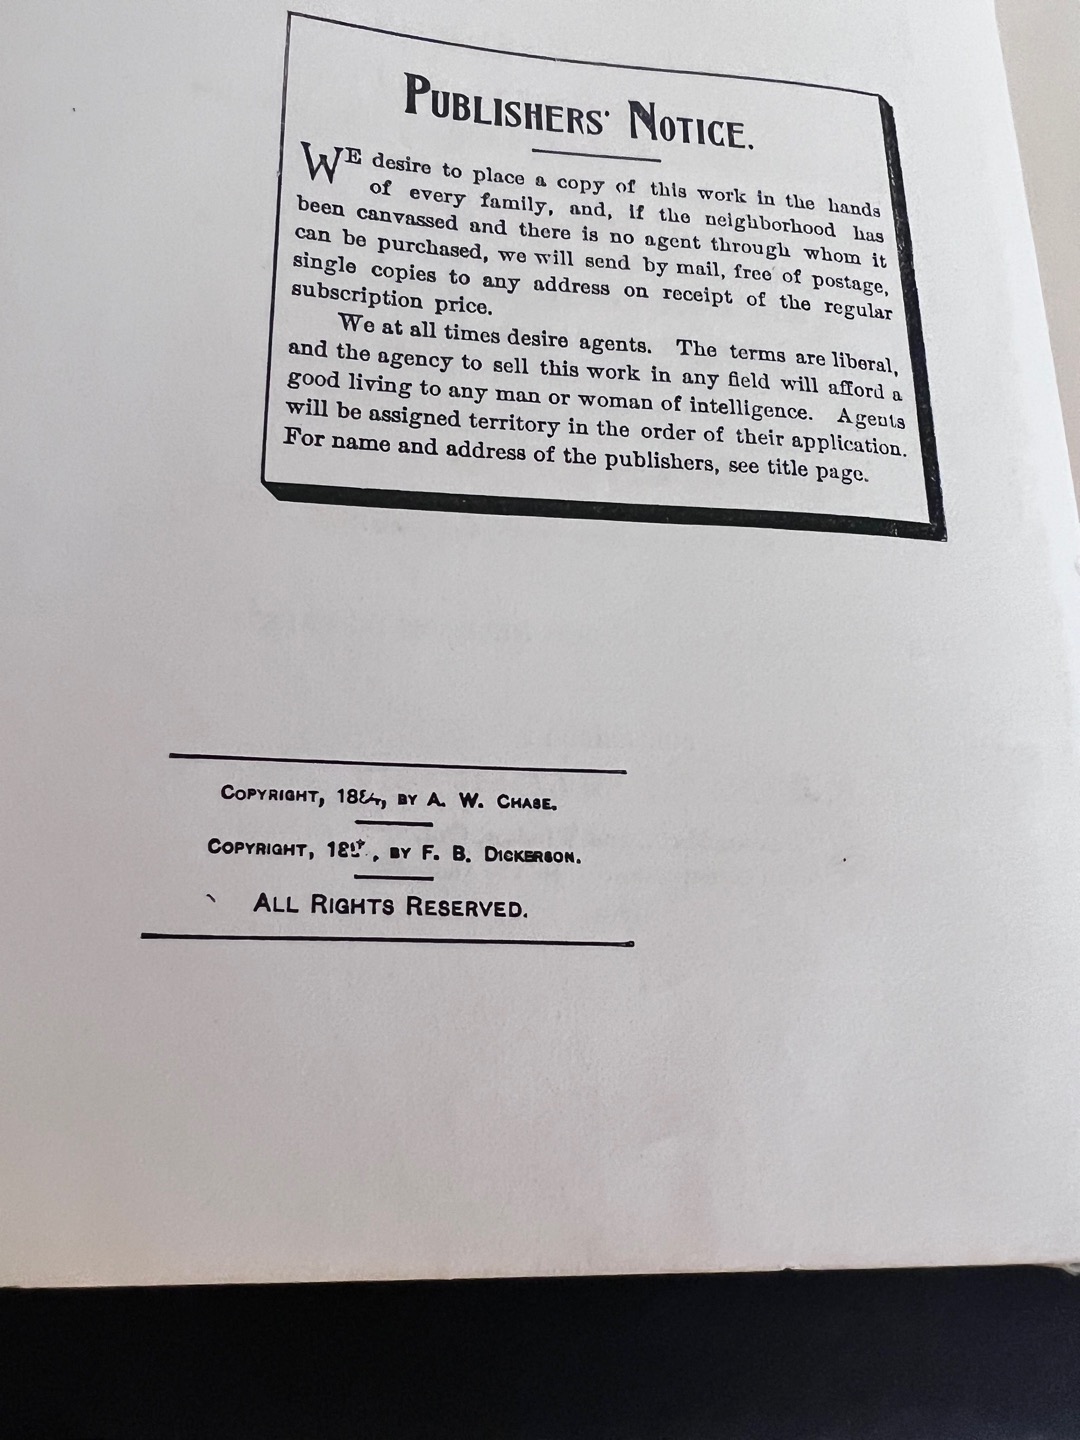 PUBLISHERS' NOTICE.
WE desire to place a copy of this work in the hands
of every family, and, if the neighborhood has
been canvassed and there is no agent through whom it
can be purchased, we will send by mail, free of postage,
single copies to any address on receipt of the regular
subscription price.
We at all times desire agents. The terms are liberal,
and the agency to sell this work in any field will afford a
good living to any man or woman of intelligence. Agents
will be assigned territory in the order of their application.
For name and address of the publishers, see title page.
COPYRIGHT, BY A. W. CHASE.
COPYRIGHT, BY F. B. DICKERSON.
ALL RIGHTS RESERVED.